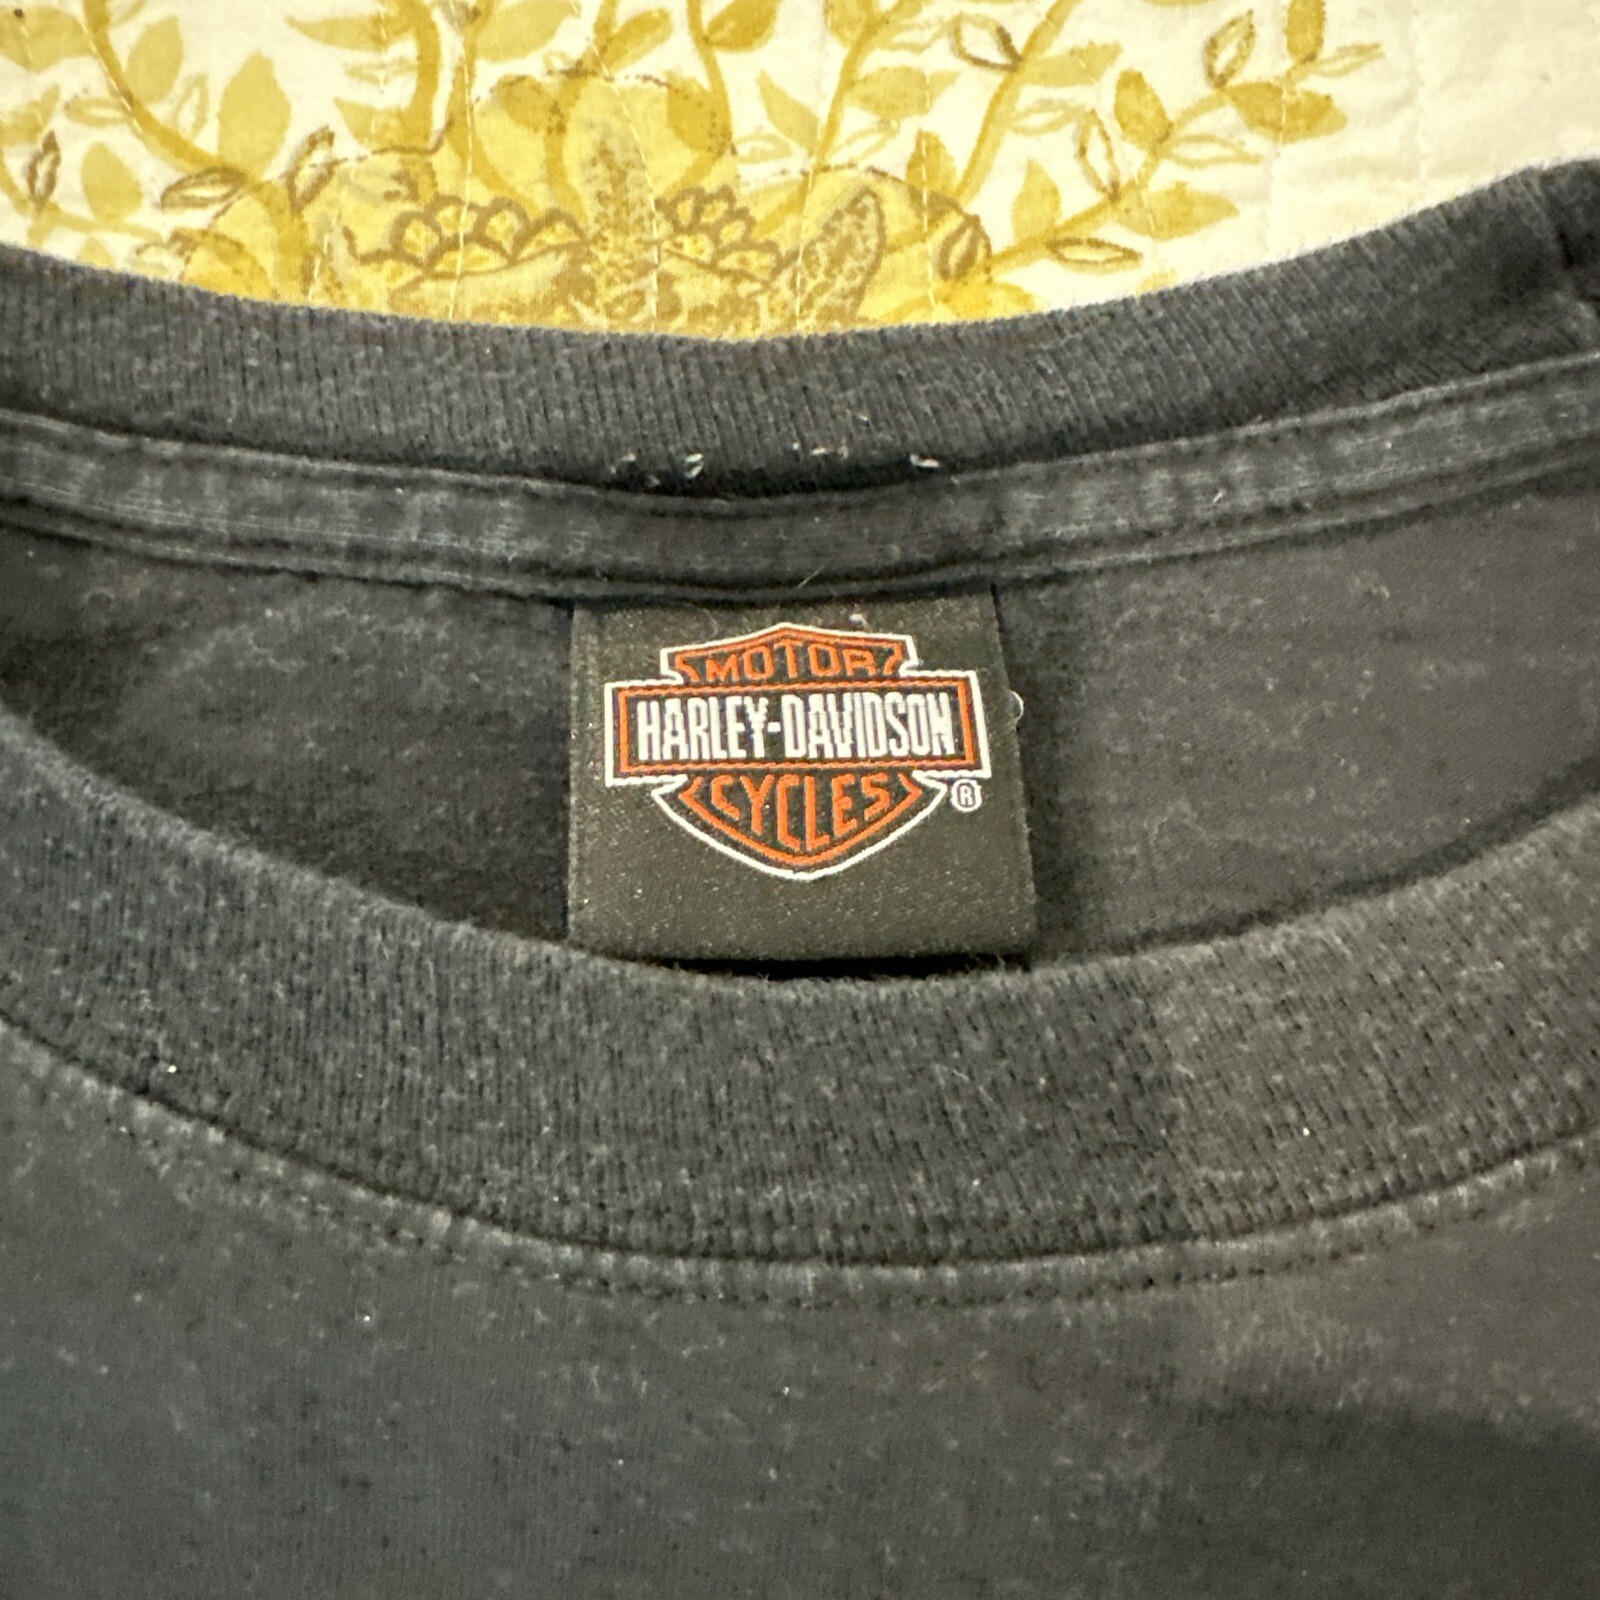 MOTOR
HARLEY-DAVIDSON
CYCLES
®